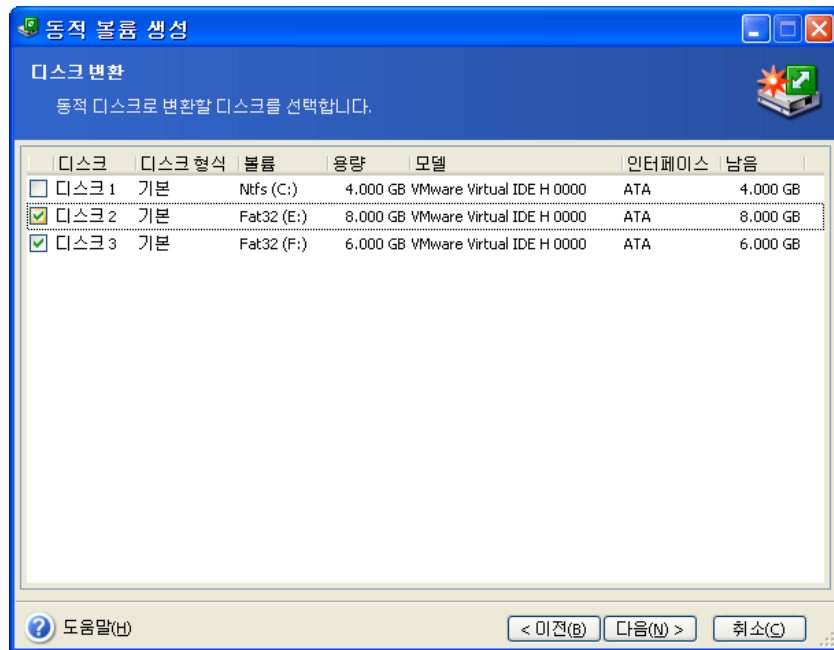 동적 볼륨 생성
디스크 변환
동적 디스크로 변환할 디스크를 선택합니다.
디스크 디스크 형식 볼륨 용량 모델 인터페이스 남음
디스크 1 기본 Ntfs (C:) 4.000 GB VMware Virtual IDE H 0000 ATA 4.000 GB
디스크 2 기본 Fat32 (E:) 8.000 GB VMware Virtual IDE H 0000 ATA 8.000 GB
디스크 3 기본 Fat32 (F:) 6.000 GB VMware Virtual IDE H 0000 ATA 6.000 GB
도움말(H) < 이전(B) 다음(N) > 취소(C)